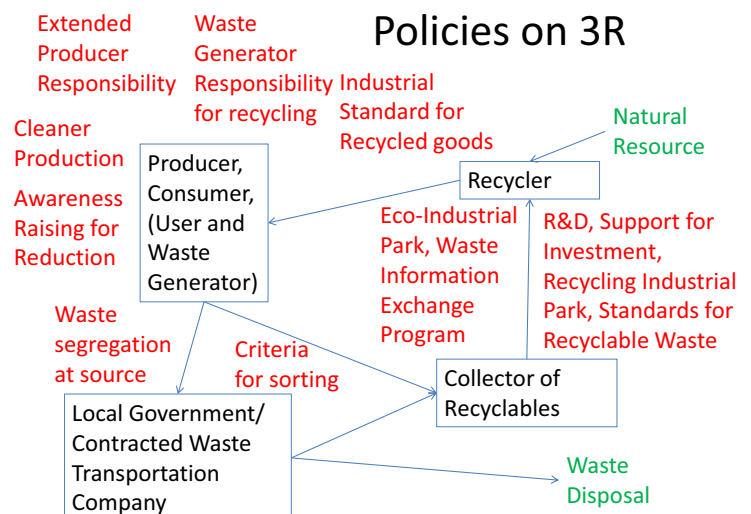 Policies on 3R
Extended
Producer
Responsibility
Waste
Generator
Responsibility
for recycling
Industrial
Standard for
Recycled goods
Natural
Resource
Cleaner
Production
Awareness
Raising for
Reduction
Producer,
Consumer,
(User and
Waste
Generator)
Recycler
Eco-Industrial
Park, Waste
Information
Exchange
Program
R&D, Support for
Investment,
Recycling Industrial
Park, Standards for
Recyclable Waste
Waste
segregation
at source
Criteria
for sorting
Collector of
Recyclables
Local Government/
Contracted Waste
Transportation
Company
Waste
Disposal